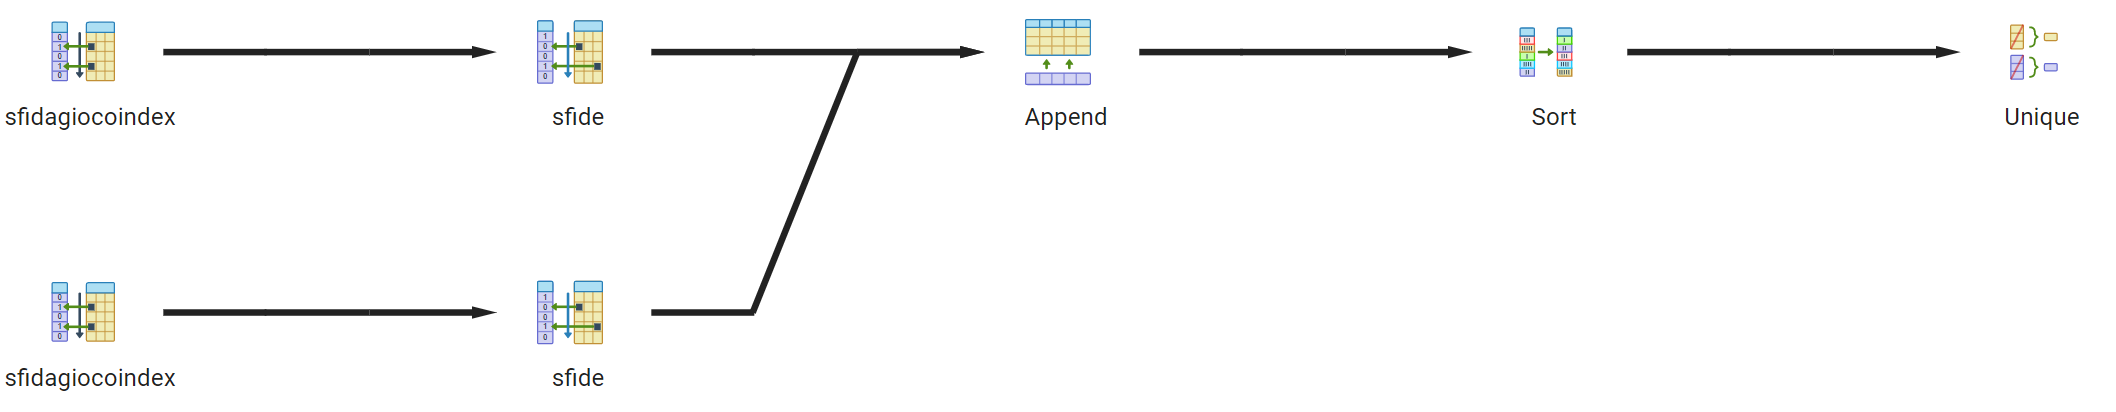 sfidagiocoindex sfide Append Sort Unique
sfidagiocoindex sfide